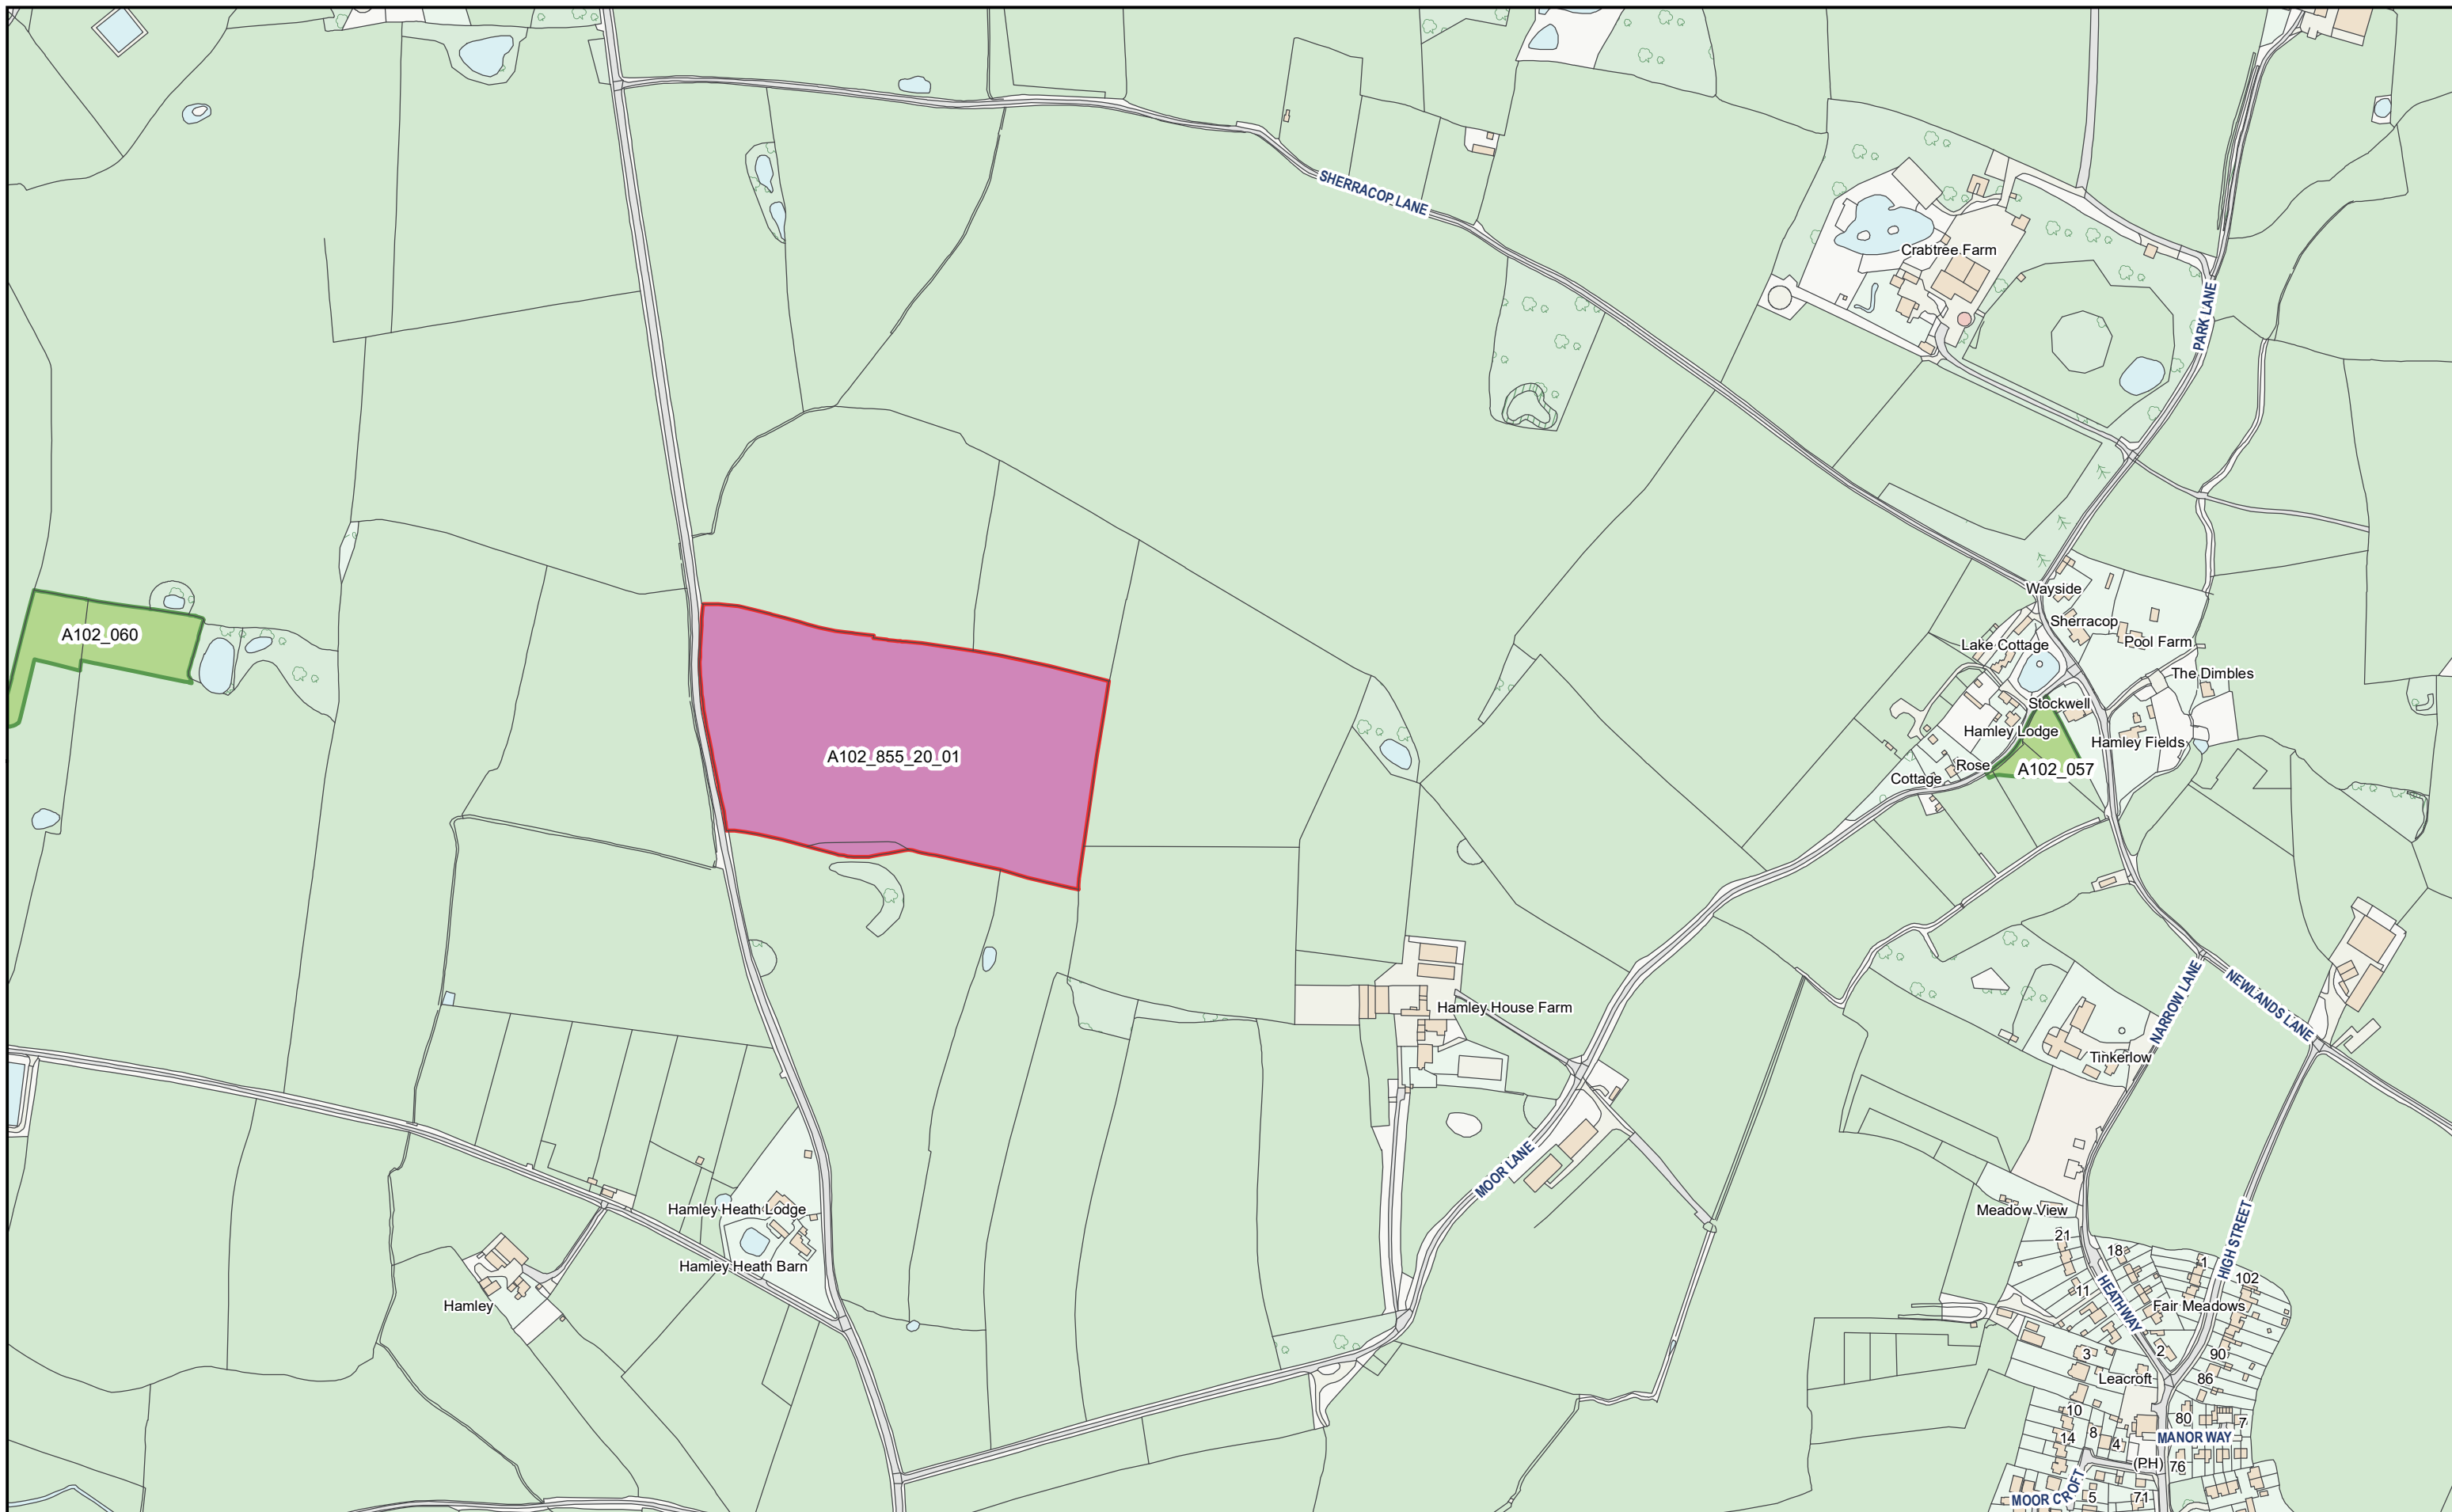 SHERRACOP LANE
Crabtree Farm
PARK LANE
Wayside
Sherracop
A102_060
Lake Cottage
Pool Farm
The Dimbles
Stockwell
Hamley Lodge
Hamley Fields
A102_855_20_01
Rose
Cottage
A102_057
Hamley House Farm
NARROW LANE
NEWLANDS LANE
Tinkerlow
MOOR LANE
Hamley Heath Lodge
Meadow View
21
18
HIGH STREET
Hamley Heath Barn
1
102
11
HEATHWAY
Fair Meadows
Hamley
3
2
90
Leacroft
86
10
80
7
14
8
4
MANOR WAY
(PH)
76
MOOR CROFT
5
71